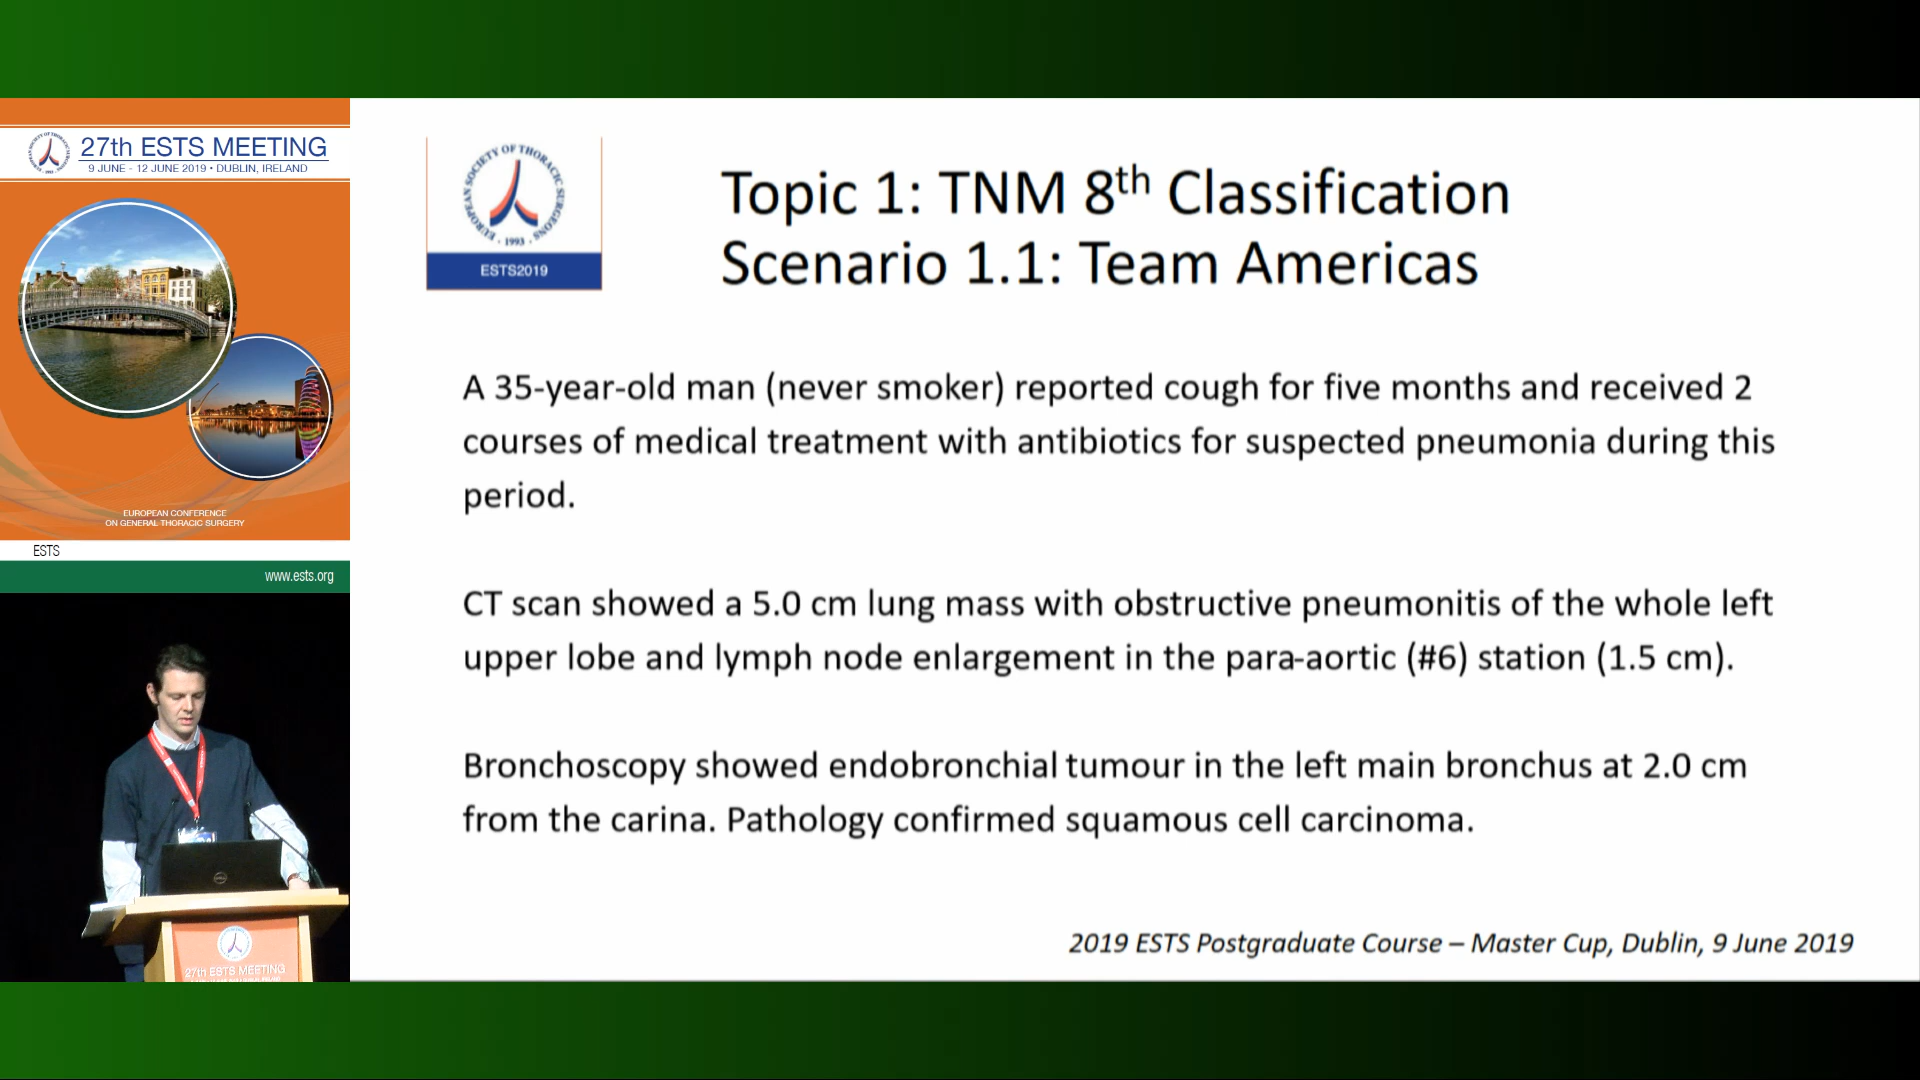 27th ESTS MEETING
9 JUNE - 12 JUNE 2019 • DUBLIN, IRELAND
EUROPEAN CONFERENCE
ON GENERAL THORACIC SURGERY
ESTS
www.ests.org
27th ESTS MEETING
EUROPEAN SOCIETY OF THORACIC SURGEONS
· 1993 ·
ESTS2019
Topic 1: TNM 8th Classification
Scenario 1.1: Team Americas
A 35-year-old man (never smoker) reported cough for five months and received 2
courses of medical treatment with antibiotics for suspected pneumonia during this
period.
CT scan showed a 5.0 cm lung mass with obstructive pneumonitis of the whole left
upper lobe and lymph node enlargement in the para-aortic (#6) station (1.5 cm).
Bronchoscopy showed endobronchial tumour in the left main bronchus at 2.0 cm
from the carina. Pathology confirmed squamous cell carcinoma.
2019 ESTS Postgraduate Course – Master Cup, Dublin, 9 June 2019